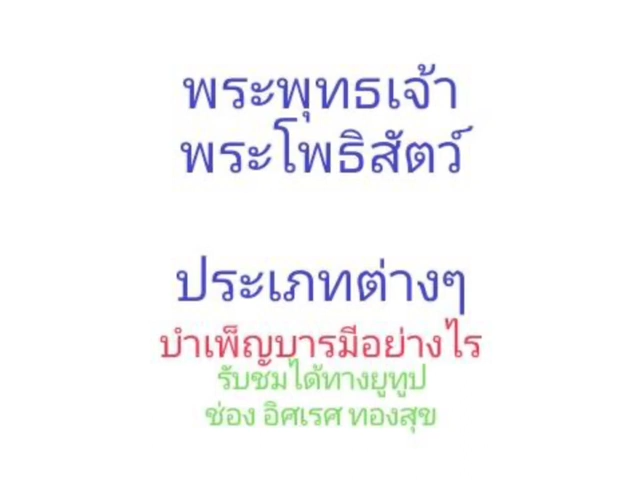 พระพุทธเจ้า
พระโพธิสัตว์
ประเภทต่างๆ
บำเพ็ญบารมีอย่างไร
รับชมได้ทางยูทูป
ช่อง อิศเรศ ทองสุข